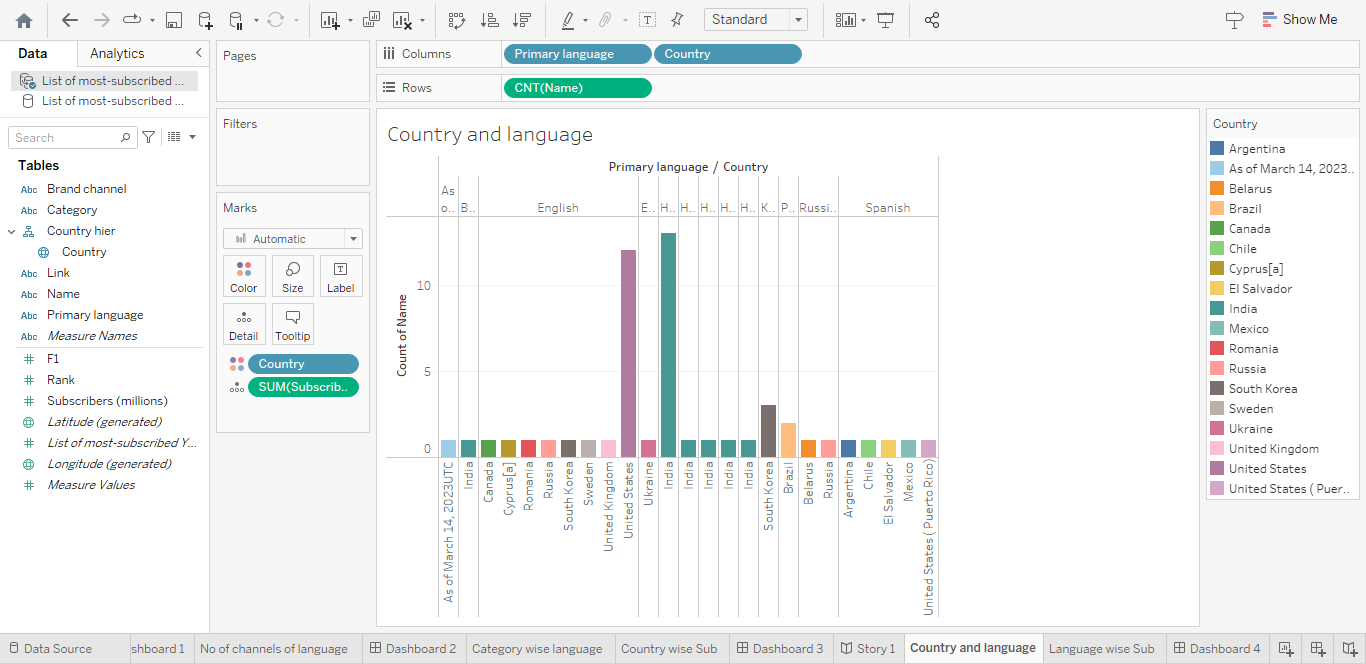 Standard
Show Me
Data
Analytics
Pages
Columns
Primary language
Country
List of most-subscribed ...
List of most-subscribed ...
Rows
CNT(Name)
Search
Filters
Tables
Abc Brand channel
Abc Category
Country hier
Country
Abc Link
Abc Name
Abc Primary language
Abc Measure Names
F1
Rank
Subscribers (millions)
Latitude (generated)
List of most-subscribed Y...
Longitude (generated)
Measure Values
Marks
Automatic
Color
Size
Label
Detail
Tooltip
Country
SUM(Subscrib..
Country and language
Primary language / Country
As
o..
B..
English
E..
H..
H..
H..
H..
H..
K..
P..
Russi..
Spanish
Count of Name
10
5
0
As of March 14, 2023UTC
India
Canada
Cyprus[a]
Romania
Russia
South Korea
Sweden
United Kingdom
United States
Ukraine
India
India
India
India
India
South Korea
Brazil
Belarus
Russia
Argentina
Chile
El Salvador
Mexico
United States ( Puerto Rico)
Country
Argentina
As of March 14, 2023..
Belarus
Brazil
Canada
Chile
Cyprus[a]
El Salvador
India
Mexico
Romania
Russia
South Korea
Sweden
Ukraine
United Kingdom
United States
United States ( Puer..
Data Source
shboard 1
No of channels of language
Dashboard 2
Category wise language
Country wise Sub
Dashboard 3
Story 1
Country and language
Language wise Sub
Dashboard 4